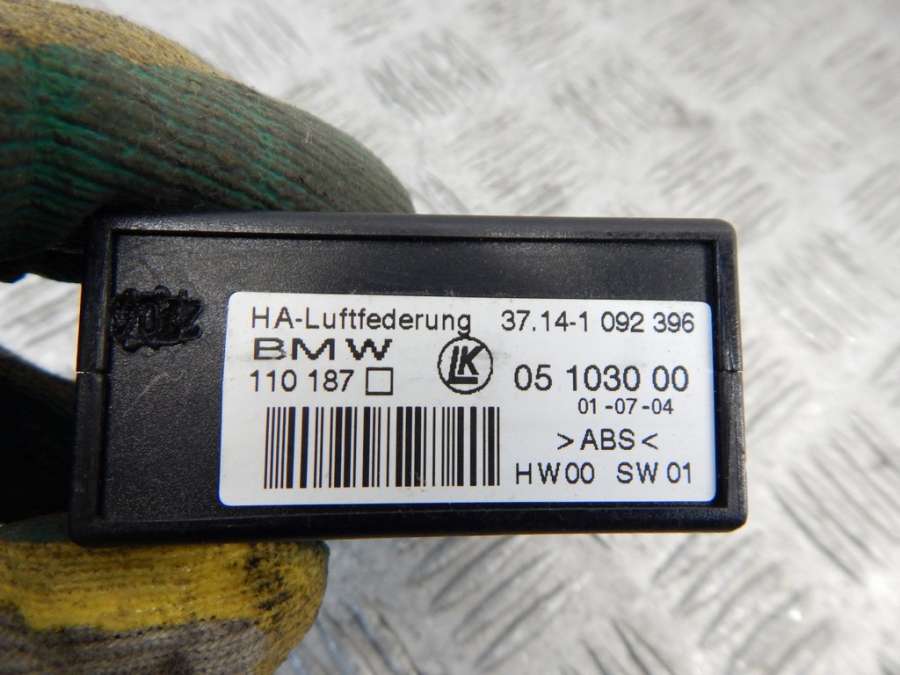 HA-Luftfederung 37.14-1 092 396
BMW
LK
110 187 □ 05 1030 00
01-07-04
>ABS<
HW00 SW01